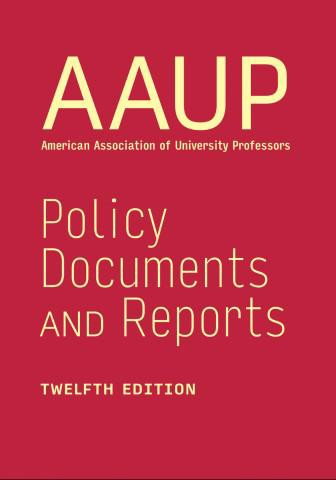 AAUP
American Association of University Professors
Policy
Documents
AND Reports
TWELFTH EDITION